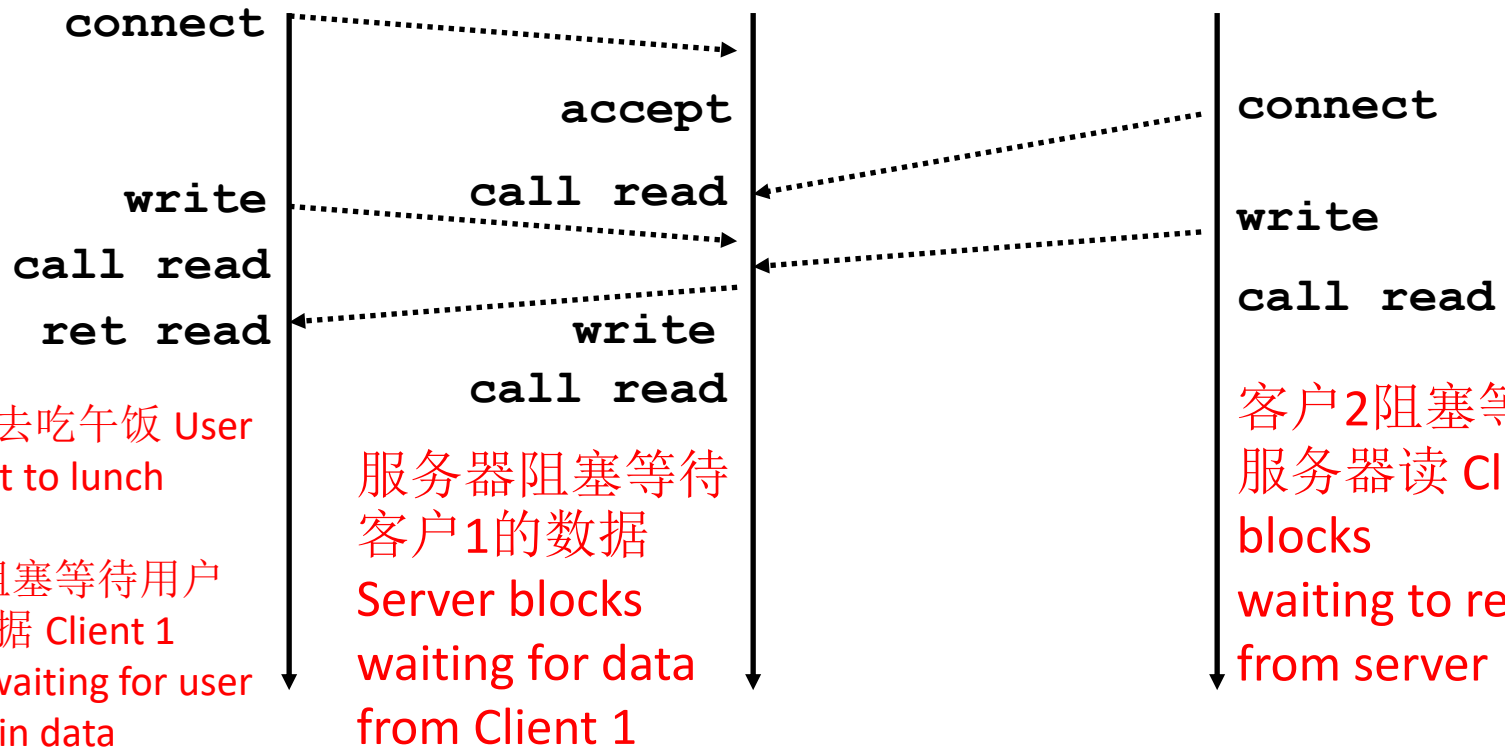 connect
accept
write
call read
call read
ret read
write
call read
去吃午饭 User
t to lunch
阻塞等待用户
据 Client 1
waiting for user
in data
服务器阻塞等待
客户1的数据
Server blocks
waiting for data
from Client 1
connect
write
call read
客户2阻塞等
服务器读 Cl
blocks
waiting to re
from server